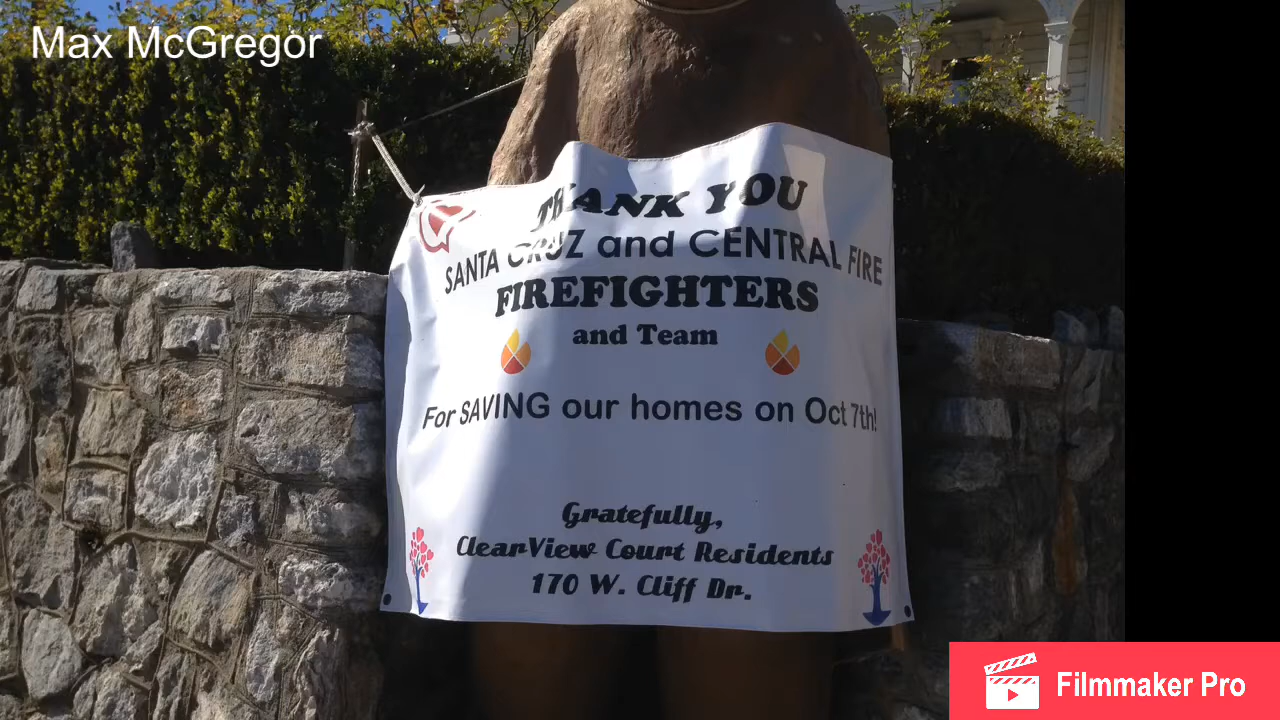 Max McGregor
THANK YOU
SANTA CRUZ and CENTRAL FIRE
FIREFIGHTERS
and Team
For SAVING our homes on Oct 7th!
Gratefully,
ClearView Court Residents
170 W. Cliff Dr.
Filmmaker Pro